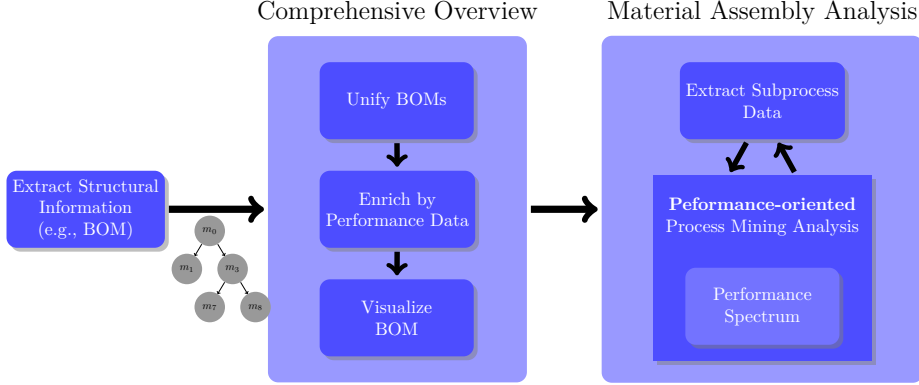 Comprehensive Overview
Material Assembly Analysis
Extract Structural
Information
(e.g., BOM)
m0
m1
m3
m7
m8
Unify BOMs
Enrich by
Performance Data
Visualize
BOM
Extract Subprocess
Data
Peformance-oriented
Process Mining Analysis
Performance
Spectrum